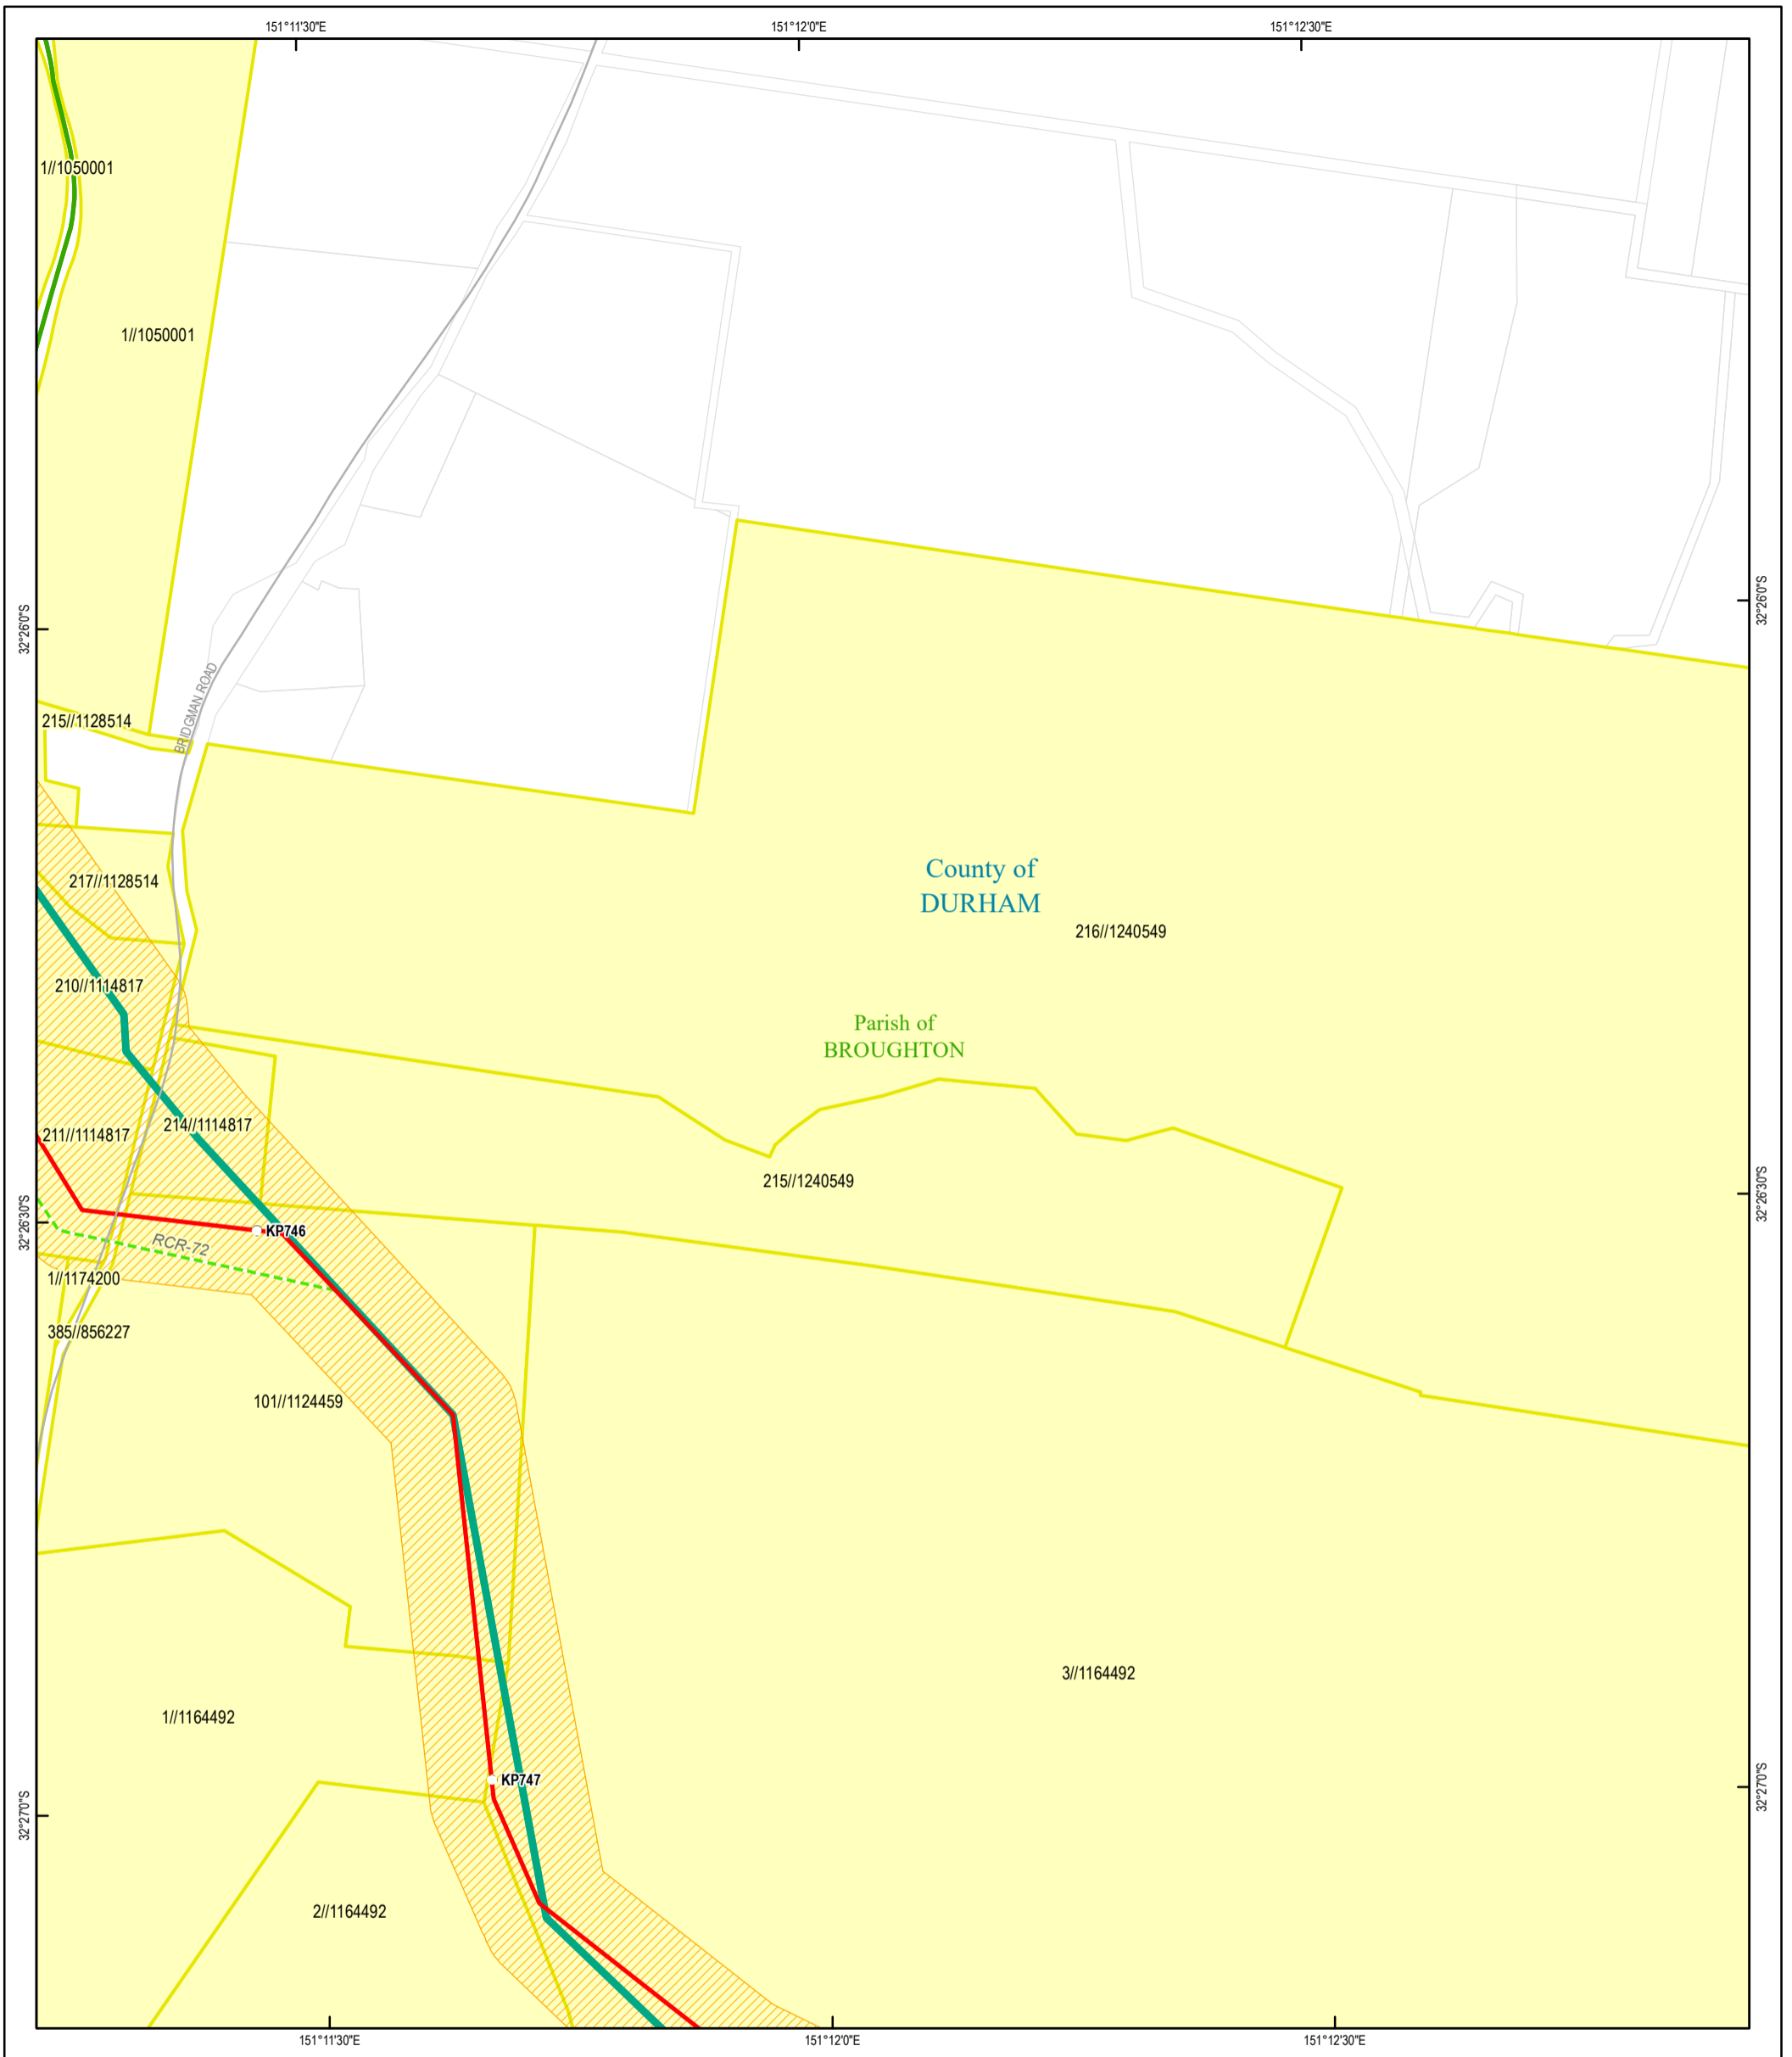 151°11'30"E
151°12'0"E
151°12'30"E
1//1050001
1//1050001
32°26'0"S
32°26'0"S
BRIDGMAN ROAD
215//1128514
County of
DURHAM
217//1128514
216//1240549
210//1114817
Parish of
BROUGHTON
214//1114817
211//1114817
215//1240549
32°26'30"S
32°26'30"S
KP746
RCR-72
1//1174200
385//856227
101//1124459
3//1164492
1//1164492
KP747
32°27'0"S
32°27'0"S
2//1164492
151°11'30"E
151°12'0"E
151°12'30"E